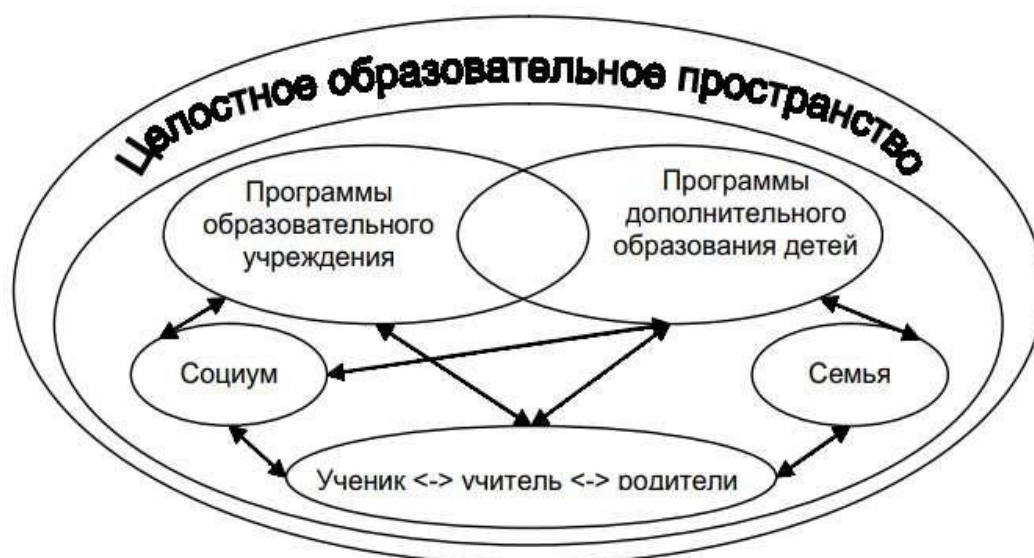 Целостное образовательное пространство
Программы
образовательного
учреждения
Программы
дополнительного
образования детей
Социум
Семья
Ученик <-> учитель <-> родители